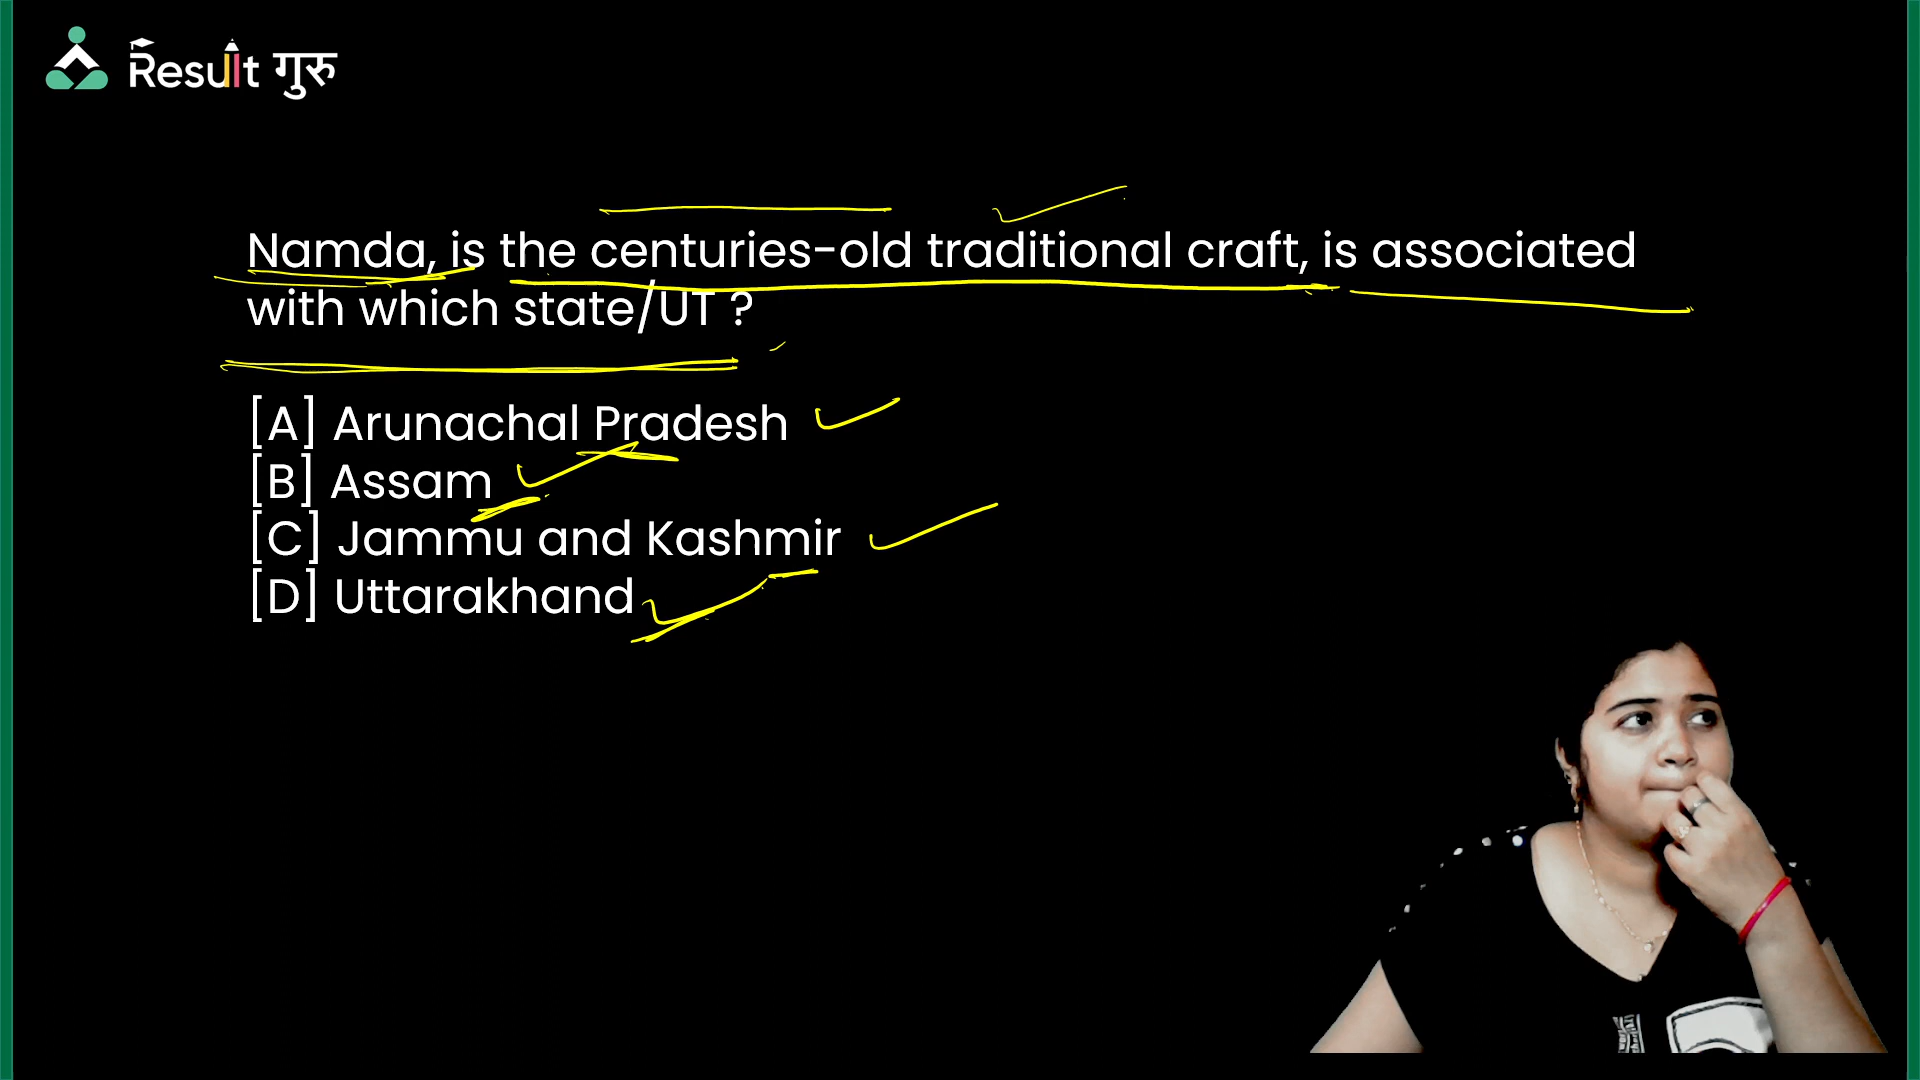 Result गुरु
Namda, is the centuries-old traditional craft, is associated
with which state/UT ?
[A] Arunachal Pradesh
[B] Assam
[C] Jammu and Kashmir
[D] Uttarakhand